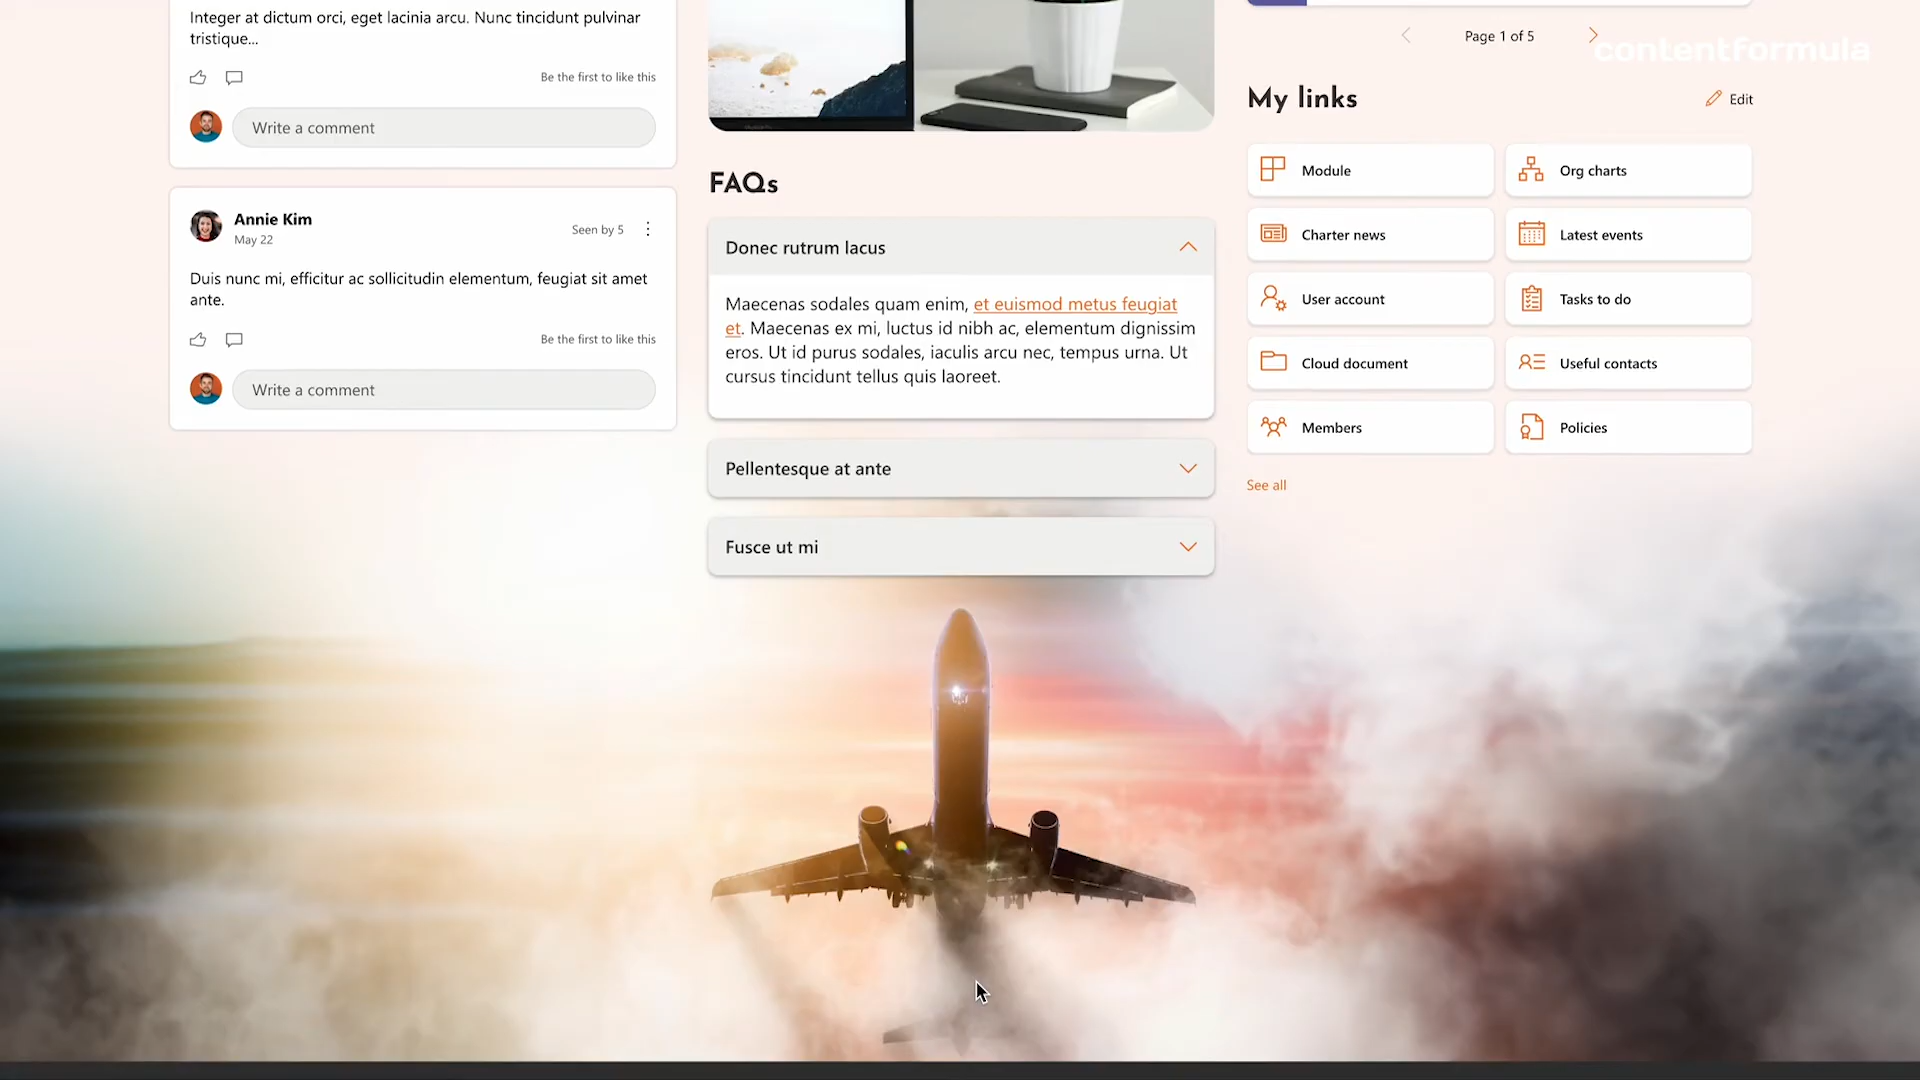 Integer at dictum orci, eget lacinia arcu. Nunc tincidunt pulvinar
tristique...
Be the first to like this
Write a comment
Annie Kim
May 22
Seen by 5
Duis nunc mi, efficitur ac sollicitudin elementum, feugiat sit amet
ante.
Be the first to like this
Write a comment
FAQs
Donec rutrum lacus
Maecenas sodales quam enim, et euismod metus feugiat
et. Maecenas ex mi, luctus id nibh ac, elementum dignissim
eros. Ut id purus sodales, iaculis arcu nec, tempus urna. Ut
cursus tincidunt tellus quis laoreet.
Pellentesque at ante
Fusce ut mi
Page 1 of 5
contentformula
My links
Edit
Module
Org charts
Charter news
Latest events
User account
Tasks to do
Cloud document
Useful contacts
Members
Policies
See all